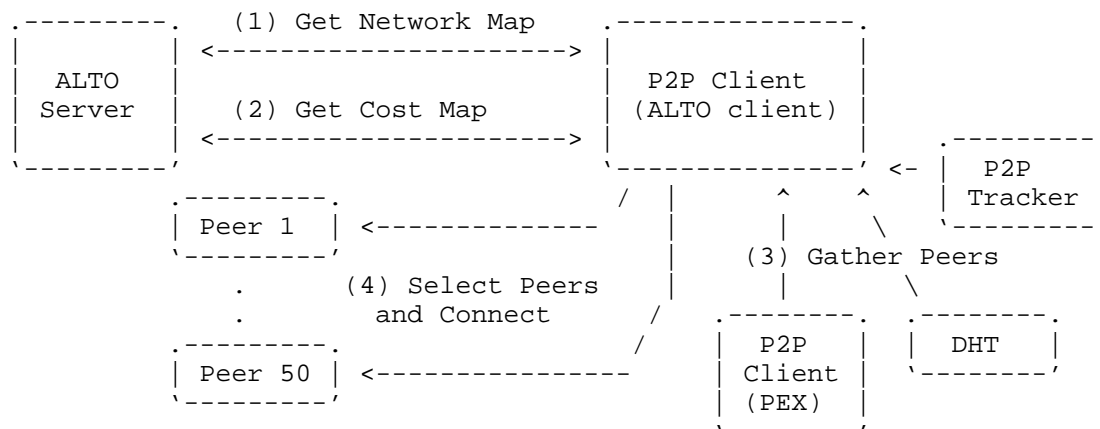 (1) Get Network Map
ALTO P2P Client
Server (2) Get Cost Map (ALTO client)
P2P
Peer 1 Tracker
(3) Gather Peers
(4) Select Peers
and Connect
P2P DHT
Peer 50 Client
(PEX)